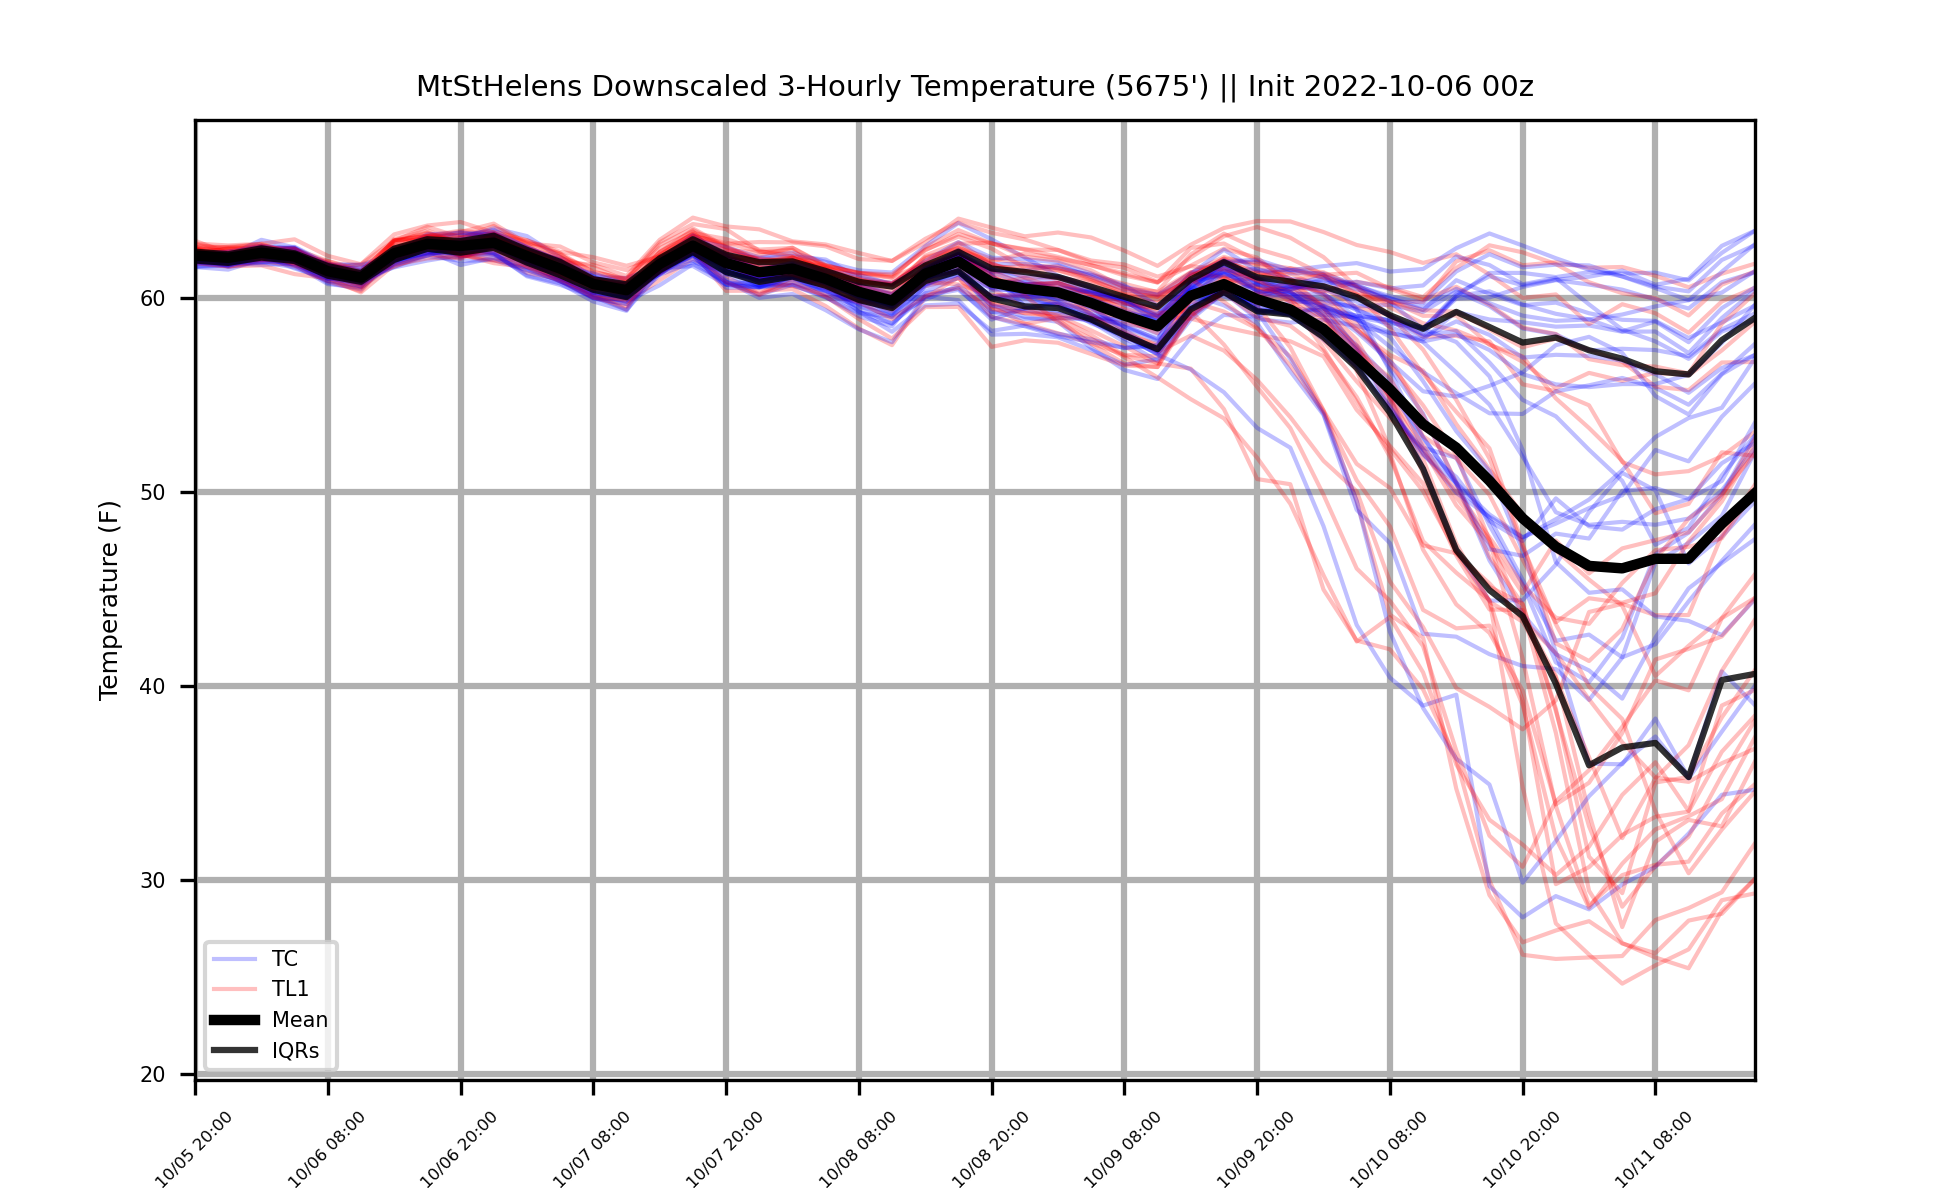 MtStHelens Downscaled 3-Hourly Temperature (5675') || Init 2022-10-06 00z
Temperature (F)
60
50
40
30
20
TC
TL1
Mean
IQRs
10/05 20:00
10/06 08:00
10/06 20:00
10/07 08:00
10/07 20:00
10/08 08:00
10/08 20:00
10/09 08:00
10/09 20:00
10/10 08:00
10/10 20:00
10/11 08:00